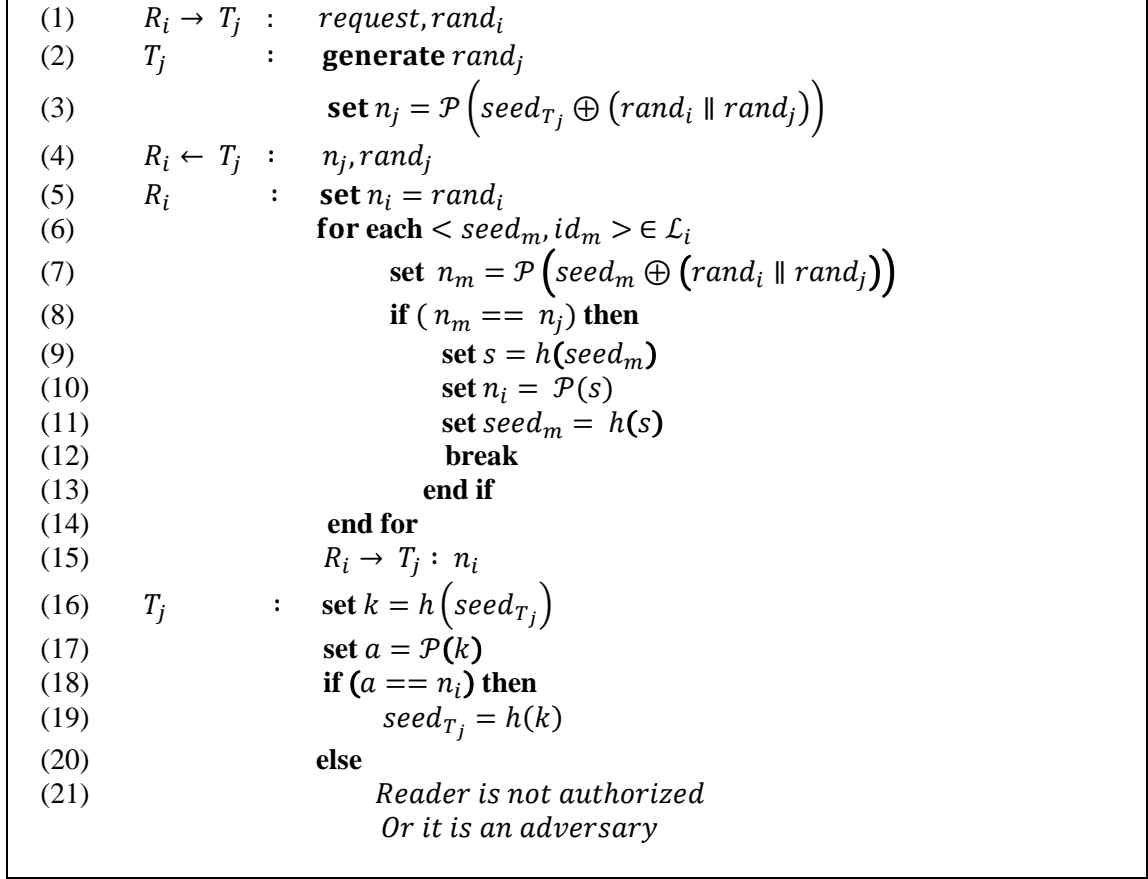 (1) R_i → T_j : request, rand_i
(2) T_j : generate rand_j
(3) set n_j = 𝒫(seed_{T_j} ⊕ (rand_i ∥ rand_j))
(4) R_i ← T_j : n_j, rand_j
(5) R_i : set n_i = rand_i
(6) for each < seed_m, id_m > ∈ ℒ_i
(7) set n_m = 𝒫(seed_m ⊕ (rand_i ∥ rand_j))
(8) if ( n_m == n_j) then
(9) set s = h(seed_m)
(10) set n_i = 𝒫(s)
(11) set seed_m = h(s)
(12) break
(13) end if
(14) end for
(15) R_i → T_j : n_i
(16) T_j : set k = h(seed_{T_j})
(17) set a = 𝒫(k)
(18) if (a == n_i) then
(19) seed_{T_j} = h(k)
(20) else
(21) Reader is not authorized
Or it is an adversary